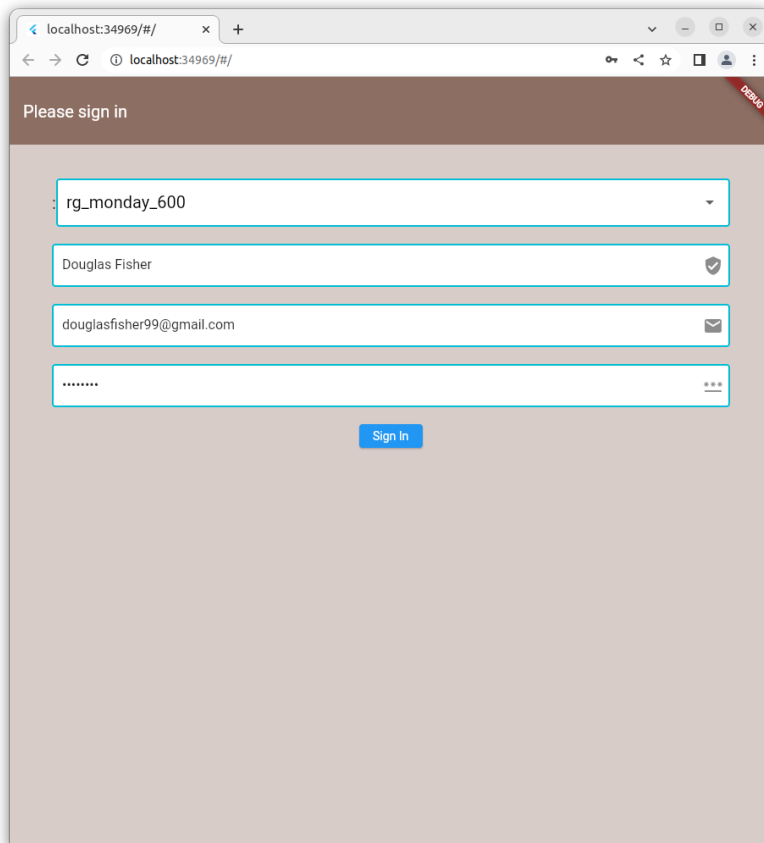 localhost:34969/#/
localhost:34969/#/
Please sign in
DEBUG
: rg_monday_600
Douglas Fisher
douglasfisher99@gmail.com
••••••••
Sign In